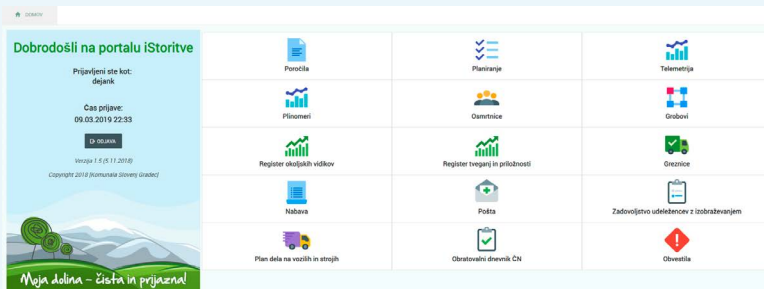 DOMOV
Dobrodošli na portalu iStoritve
Prijavljeni ste kot:
dejank
Čas prijave:
09.03.2019 22:33
ODJAVA
Verzija 1.5 (5.11.2018)
Copyright 2018 [Komunala Slovenj Gradec]
Moja dolina – čista in prijazna!
Poročila
Planiranje
Telemetrija
Plinomeri
Osmrtnice
Grobovi
Register okoljskih vidikov
Register tveganj in priložnosti
Greznice
Nabava
Pošta
Zadovoljstvo udeležencev z izobraževanjem
Plan dela na vozilih in strojih
Obratovalni dnevnik ČN
Obvestila